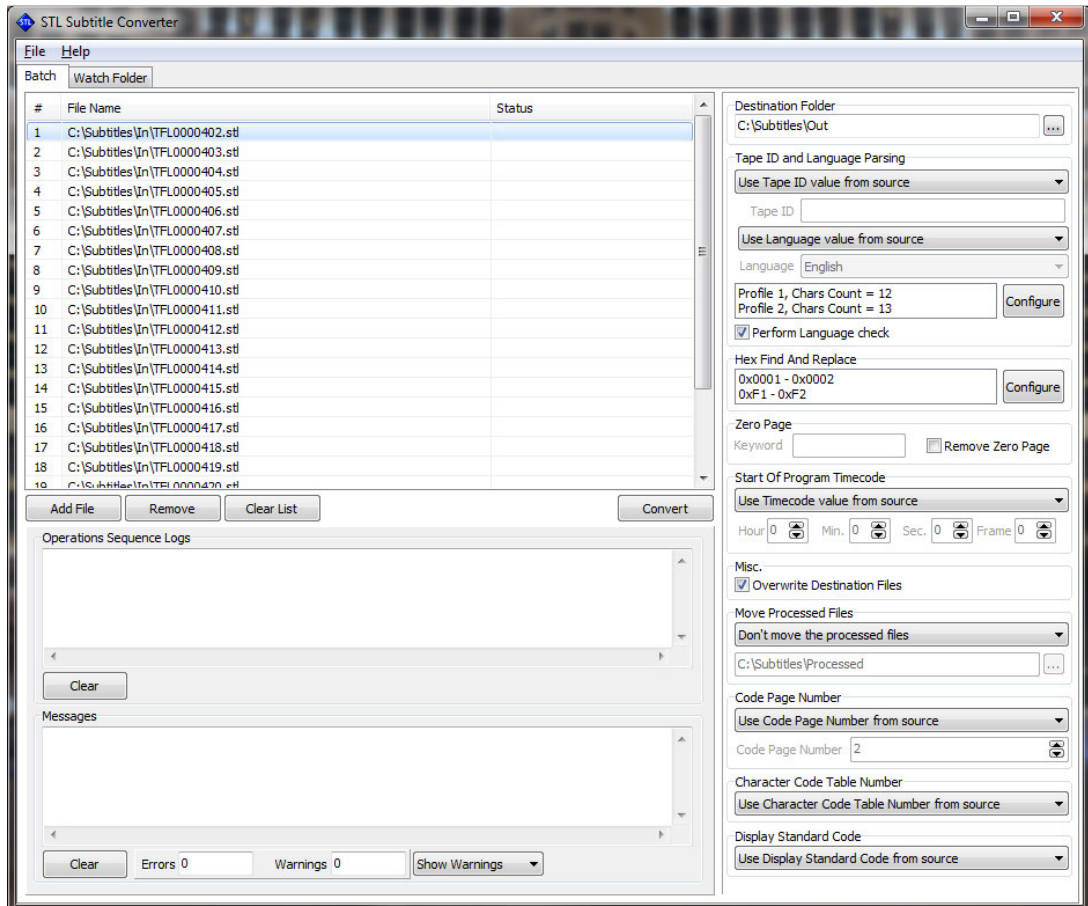 STL Subtitle Converter
File Help
Batch Watch Folder
# File Name Status
1 C:\Subtitles\In\TFL0000402.stl
2 C:\Subtitles\In\TFL0000403.stl
3 C:\Subtitles\In\TFL0000404.stl
4 C:\Subtitles\In\TFL0000405.stl
5 C:\Subtitles\In\TFL0000406.stl
6 C:\Subtitles\In\TFL0000407.stl
7 C:\Subtitles\In\TFL0000408.stl
8 C:\Subtitles\In\TFL0000409.stl
9 C:\Subtitles\In\TFL0000410.stl
10 C:\Subtitles\In\TFL0000411.stl
11 C:\Subtitles\In\TFL0000412.stl
12 C:\Subtitles\In\TFL0000413.stl
13 C:\Subtitles\In\TFL0000414.stl
14 C:\Subtitles\In\TFL0000415.stl
15 C:\Subtitles\In\TFL0000416.stl
16 C:\Subtitles\In\TFL0000417.stl
17 C:\Subtitles\In\TFL0000418.stl
18 C:\Subtitles\In\TFL0000419.stl
19 C:\Subtitles\In\TFL0000420.stl
Add File Remove Clear List Convert
Operations Sequence Logs
Clear
Messages
Clear Errors 0 Warnings 0 Show Warnings
Destination Folder
C:\Subtitles\Out ...
Tape ID and Language Parsing
Use Tape ID value from source
Tape ID
Use Language value from source
Language English
Profile 1, Chars Count = 12
Profile 2, Chars Count = 13
Configure
Perform Language check
Hex Find And Replace
0x0001 - 0x0002
0xF1 - 0xF2
Configure
Zero Page
Keyword Remove Zero Page
Start Of Program Timecode
Use Timecode value from source
Hour 0 Min. 0 Sec. 0 Frame 0
Misc.
Overwrite Destination Files
Move Processed Files
Don't move the processed files
C:\Subtitles\Processed ...
Code Page Number
Use Code Page Number from source
Code Page Number 2
Character Code Table Number
Use Character Code Table Number from source
Display Standard Code
Use Display Standard Code from source